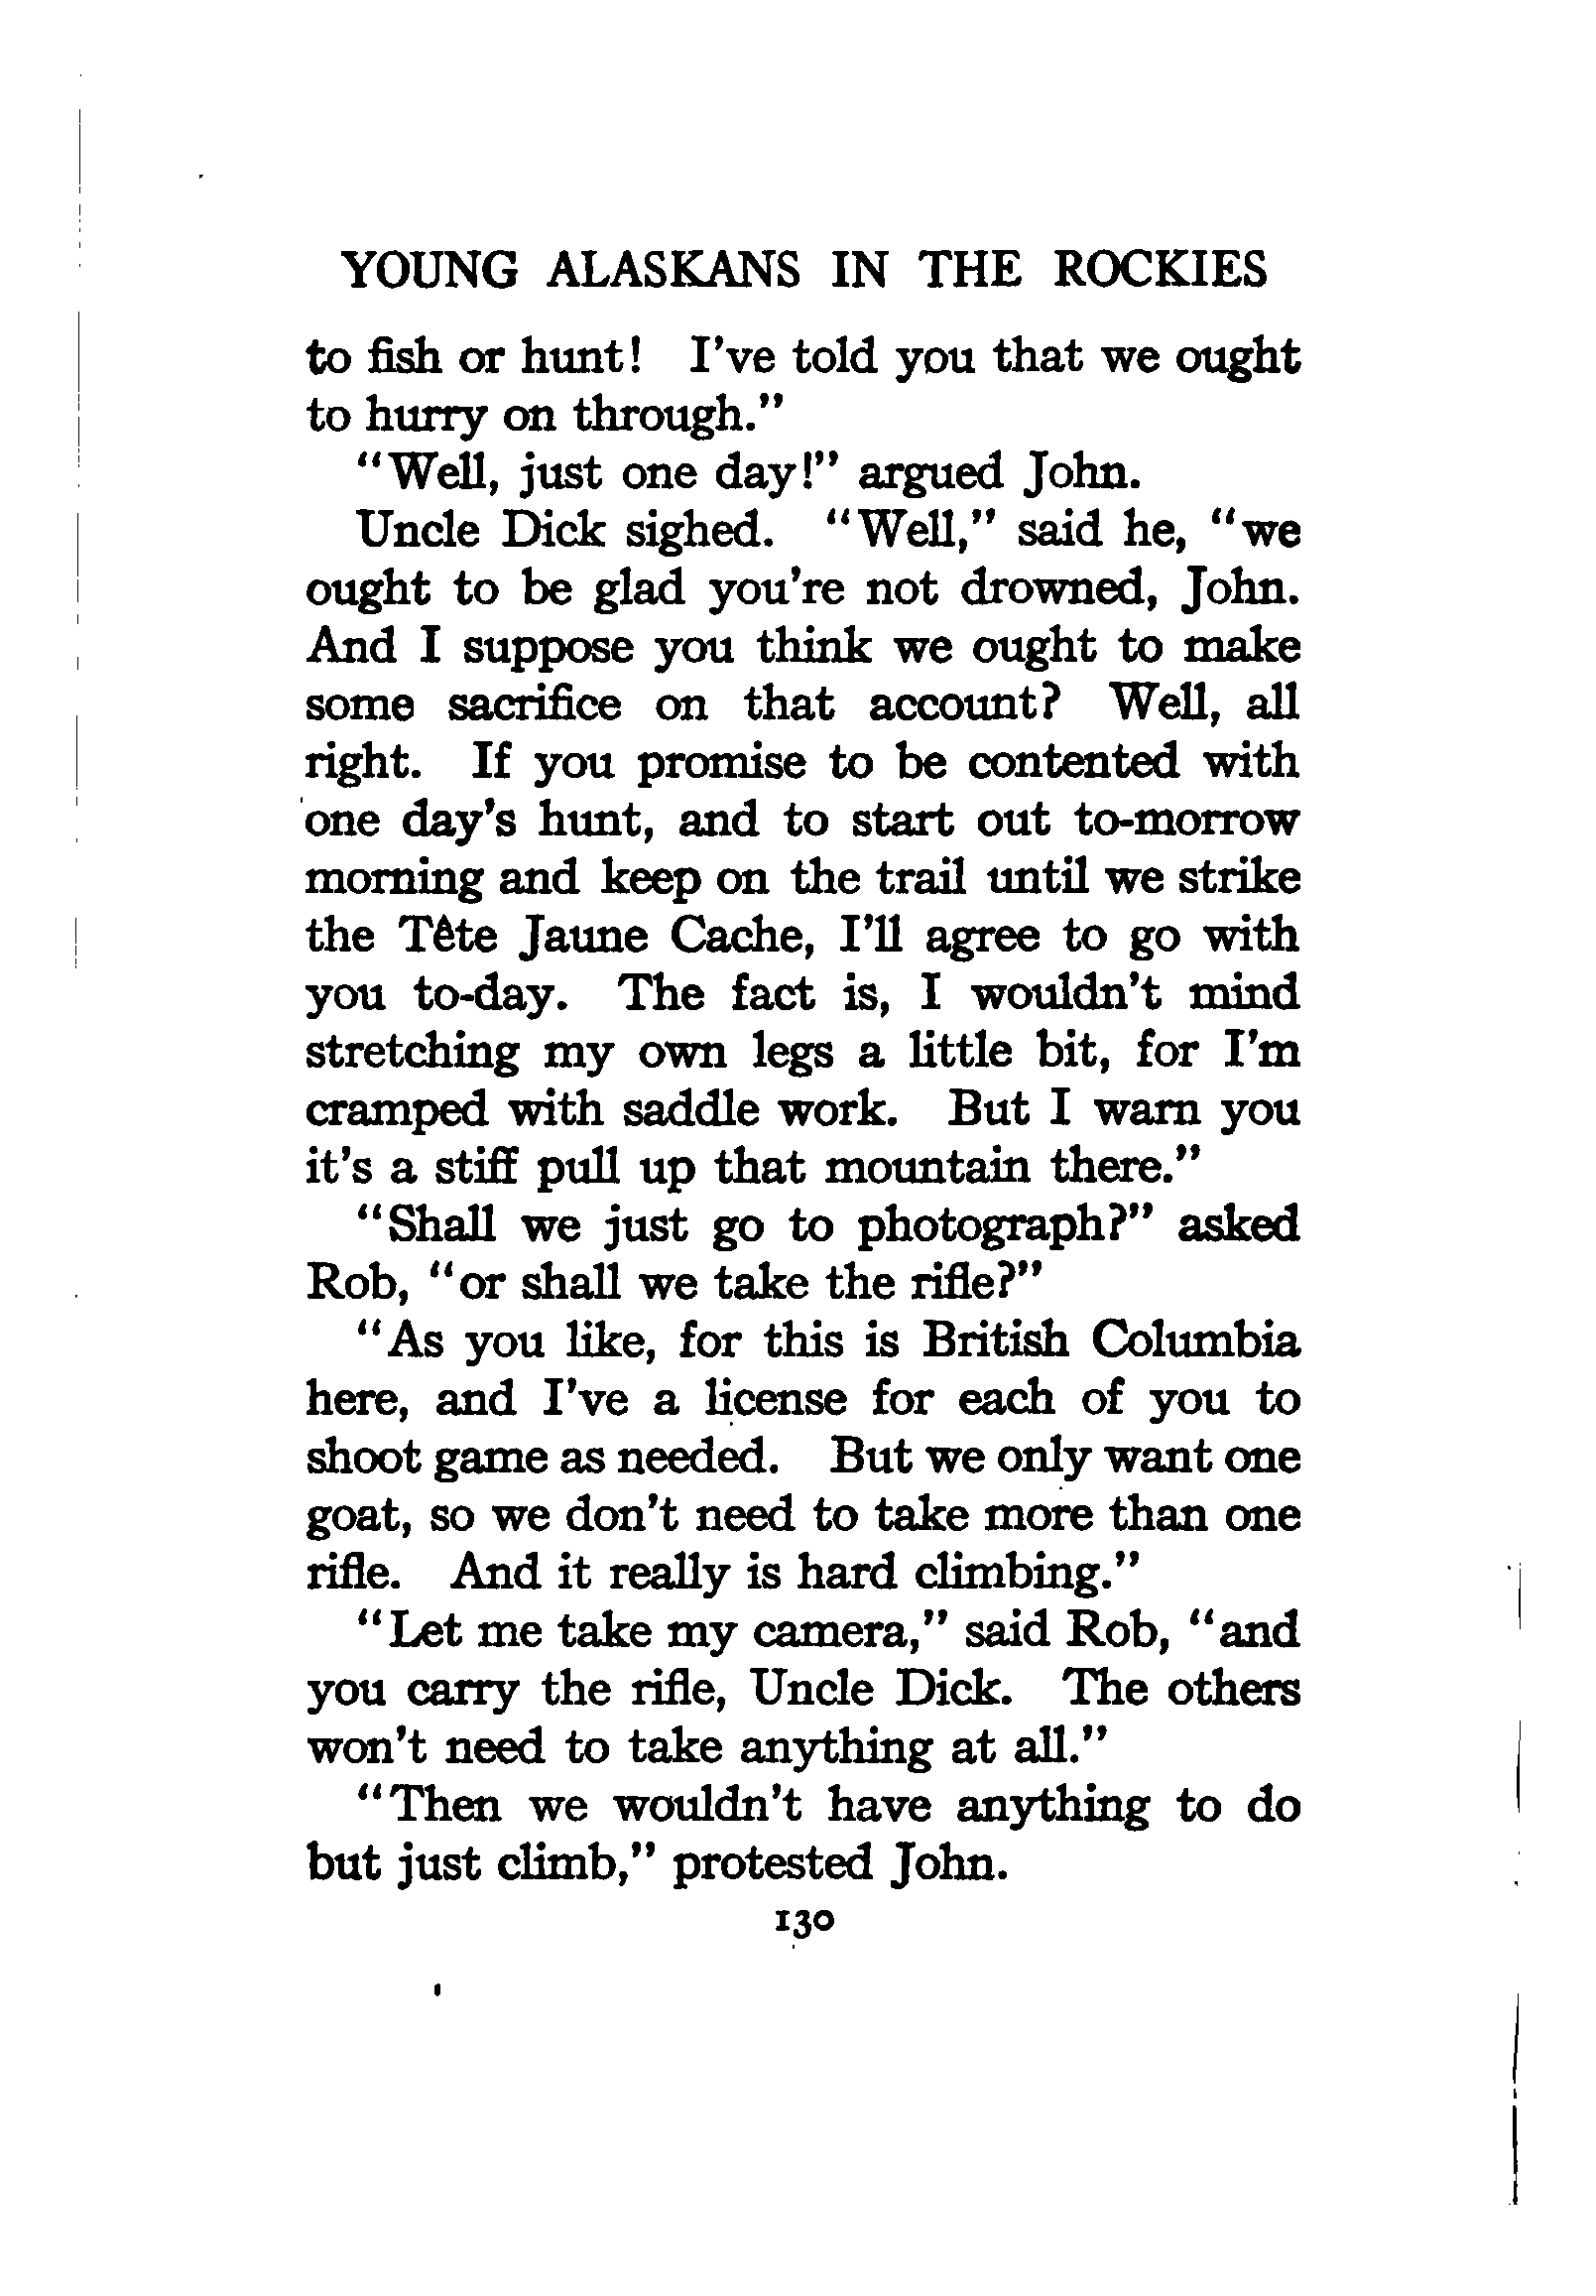 YOUNG ALASKANS IN THE ROCKIES
to fish or hunt! I've told you that we ought
to hurry on through."
"Well, just one day!" argued John.
Uncle Dick sighed. "Well," said he, "we
ought to be glad you're not drowned, John.
And I suppose you think we ought to make
some sacrifice on that account? Well, all
right. If you promise to be contented with
one day's hunt, and to start out to-morrow
morning and keep on the trail until we strike
the Tête Jaune Cache, I'll agree to go with
you to-day. The fact is, I wouldn't mind
stretching my own legs a little bit, for I'm
cramped with saddle work. But I warn you
it's a stiff pull up that mountain there."
"Shall we just go to photograph?" asked
Rob, "or shall we take the rifle?"
"As you like, for this is British Columbia
here, and I've a license for each of you to
shoot game as needed. But we only want one
goat, so we don't need to take more than one
rifle. And it really is hard climbing."
"Let me take my camera," said Rob, "and
you carry the rifle, Uncle Dick. The others
won't need to take anything at all."
"Then we wouldn't have anything to do
but just climb," protested John.
130